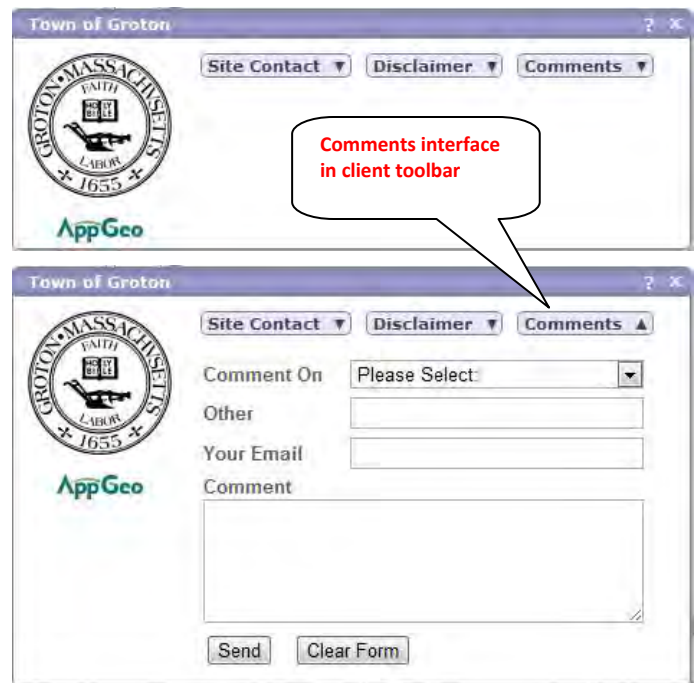 Town of Groton ? x
Site Contact ▼ Disclaimer ▼ Comments ▼
GROTON·MASSACHVSETTS
FAITH
HOLY
BIBLE
LABOR
1655
AppGeo
Comments interface
in client toolbar
Town of Groton ? x
Site Contact ▼ Disclaimer ▼ Comments ▲
GROTON·MASSACHVSETTS
FAITH
HOLY
BIBLE
LABOR
1655
AppGeo
Comment On Please Select:
Other
Your Email
Comment
Send Clear Form